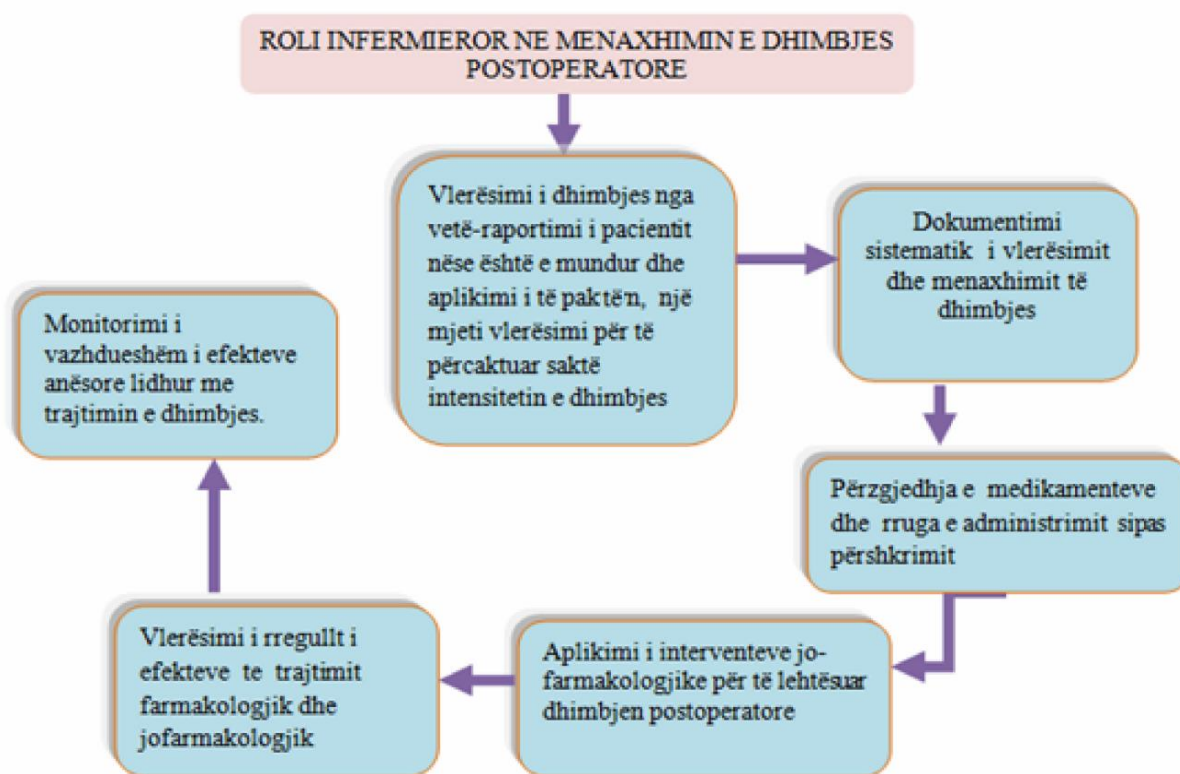 ROLI INFERMIEROR NE MENAXHIMIN E DHIMBJES
POSTOPERATORE
Vlerësimi i dhimbjes nga
vetë-raportimi i pacientit
nëse është e mundur dhe
aplikimi i të paktën, një
mjeti vlerësimi për të
përcaktuar saktë
intensitetin e dhimbjes
Dokumentimi
sistematik i vlerësimit
dhe menaxhimit të
dhimbjes
Përzgjedhja e medikamenteve
dhe rruga e administrimit sipas
përshkrimit
Aplikimi i interventeve jo-
farmakologjike për të lehtësuar
dhimbjen postoperatore
Vlerësimi i rregullt i
efekteve te trajtimit
farmakologjik dhe
jofarmakologjik
Monitorimi i
vazhdueshëm i efekteve
anësore lidhur me
trajtimin e dhimbjes.